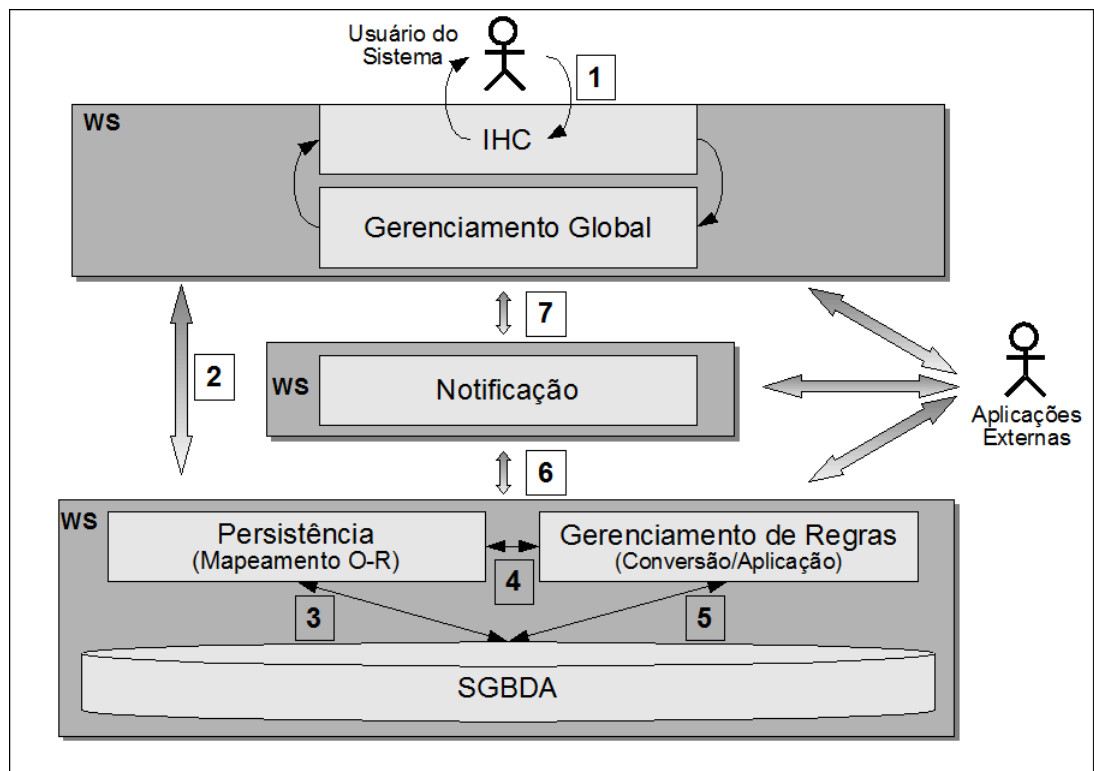 Usuário do
Sistema
1
WS
IHC
Gerenciamento Global
7
2
WS
Notificação
Aplicações
Externas
6
WS
Persistência
(Mapeamento O-R)
Gerenciamento de Regras
(Conversão/Aplicação)
4
3
5
SGBDA